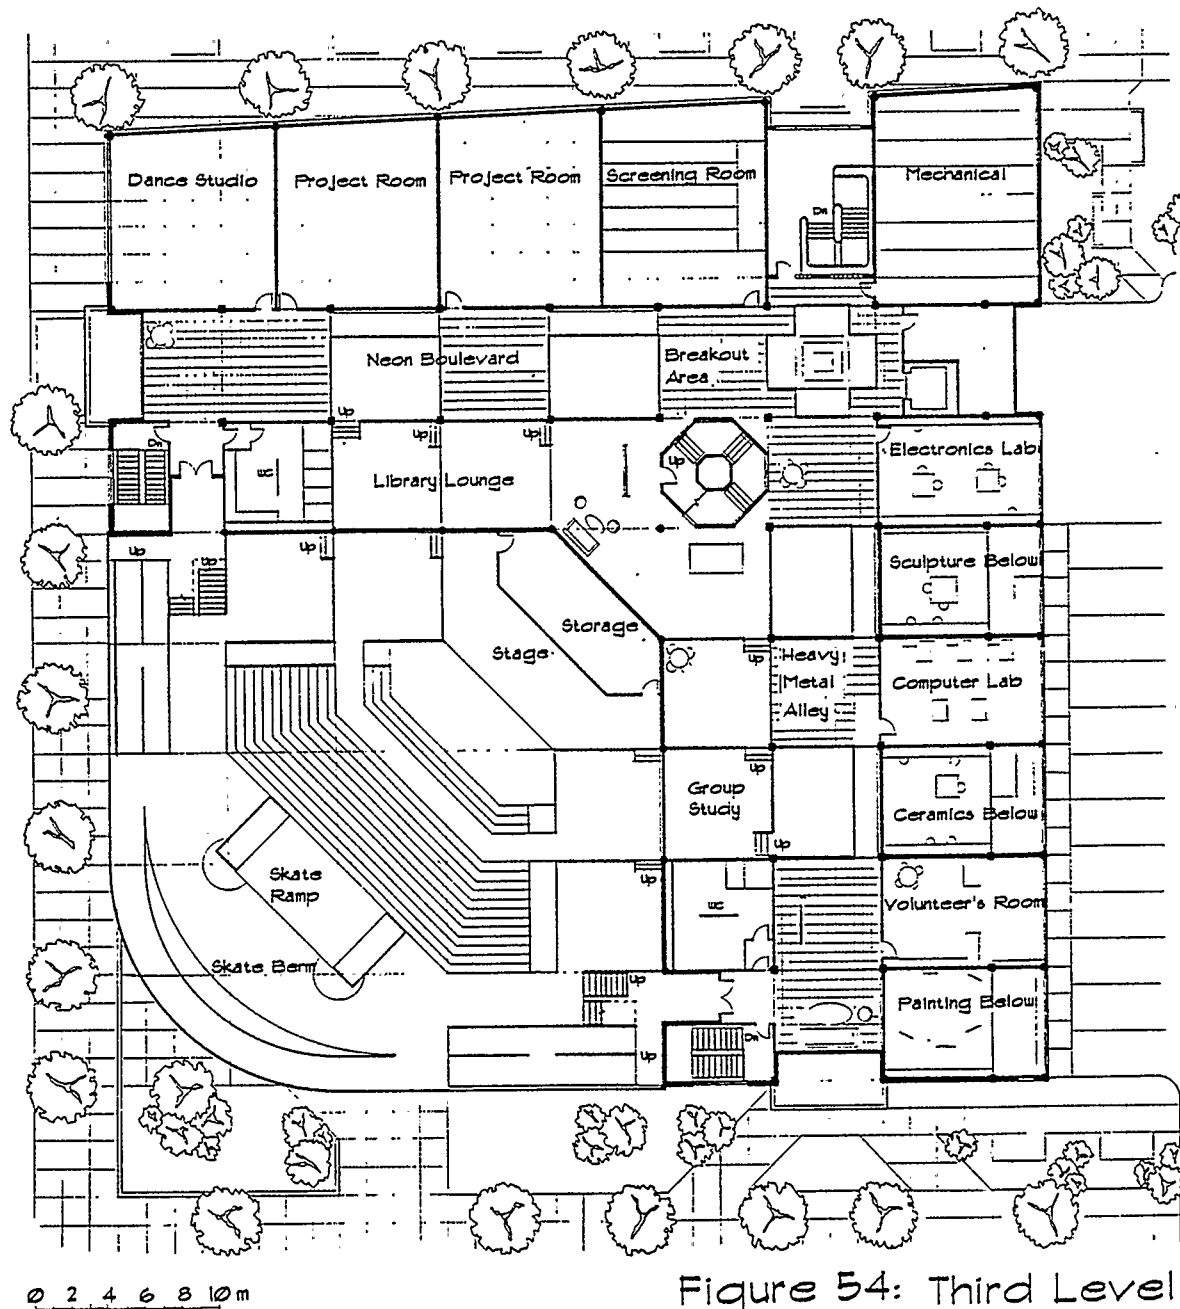 Dance Studio
Project Room
Project Room
Screening Room
Mechanical
Dn
Neon Boulevard
Breakout
Area
Up
Up
Up
Up
Dn
WC
Library Lounge
Electronics Lab
Up
Up
Up
Sculpture Below
Storage
Stage
Up
Heavy
Metal
Alley
Computer Lab
Up
Group
Study
Ceramics Below
Up
Skate
Ramp
Up
WC
Volunteer's Room
Skate Berm
Up
Painting Below
Up
Dn
0 2 4 6 8 10 m
Figure 54: Third Level